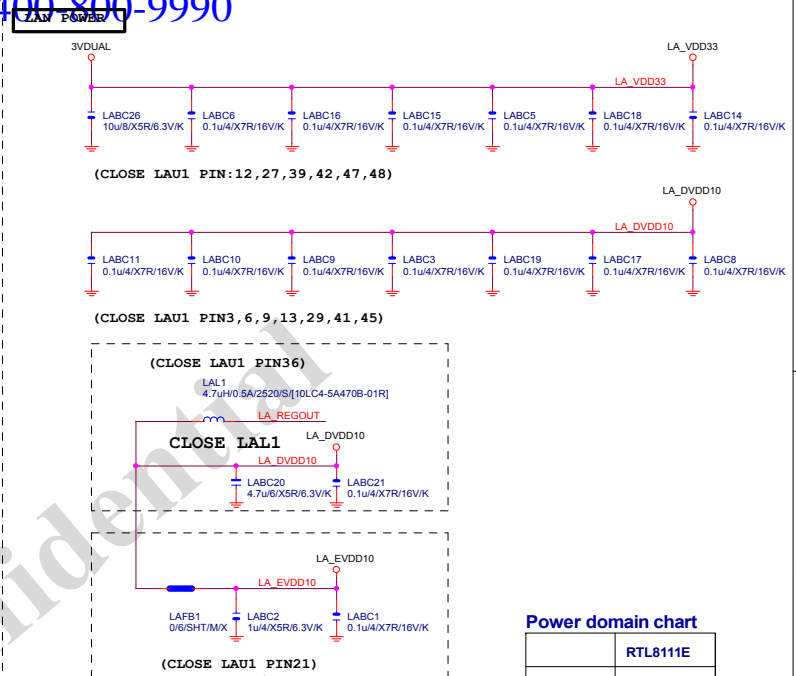 400-800-9990
LAN POWER
3VDUAL
LA_VDD33
LA_VDD33
LABC26
10u/8/X5R/6.3V/K
LABC6
0.1u/4/X7R/16V/K
LABC16
0.1u/4/X7R/16V/K
LABC15
0.1u/4/X7R/16V/K
LABC5
0.1u/4/X7R/16V/K
LABC18
0.1u/4/X7R/16V/K
LABC14
0.1u/4/X7R/16V/K
(CLOSE LAU1 PIN:12,27,39,42,47,48)
LA_DVDD10
LA_DVDD10
LABC11
0.1u/4/X7R/16V/K
LABC10
0.1u/4/X7R/16V/K
LABC9
0.1u/4/X7R/16V/K
LABC3
0.1u/4/X7R/16V/K
LABC19
0.1u/4/X7R/16V/K
LABC17
0.1u/4/X7R/16V/K
LABC8
0.1u/4/X7R/16V/K
(CLOSE LAU1 PIN3,6,9,13,29,41,45)
(CLOSE LAU1 PIN36)
LAL1
4.7uH/0.5A/2520/S/[10LC4-5A470B-01R]
LA_REGOUT
CLOSE LAL1
LA_DVDD10
LA_DVDD10
LABC20
4.7u/6/X5R/6.3V/K
LABC21
0.1u/4/X7R/16V/K
LA_EVDD10
LA_EVDD10
LAFB1
0/6/SHT/M/X
LABC2
1u/4/X5R/6.3V/K
LABC1
0.1u/4/X7R/16V/K
(CLOSE LAU1 PIN21)
Power domain chart
RTL8111E
fidential